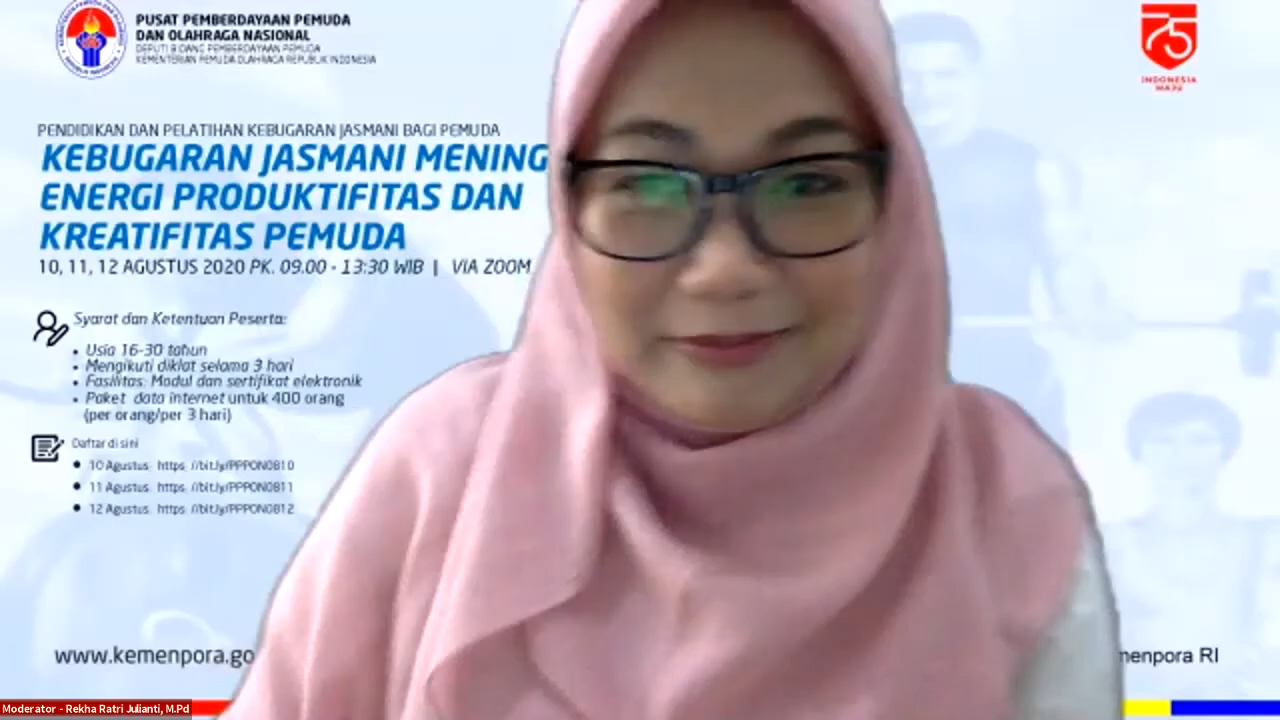 PUSAT PEMBERDAYAAN PEMUDA
DAN OLAHRAGA NASIONAL
DEPUTI BIDANG PEMBERDAYAAN PEMUDA
KEMENTERIAN PEMUDA OLAHRAGA REPUBLIK INDONESIA
75
INDONESIA
MAJU
PENDIDIKAN DAN PELATIHAN KEBUGARAN JASMANI BAGI PEMUDA
KEBUGARAN JASMANI MENING
ENERGI PRODUKTIFITAS DAN
KREATIFITAS PEMUDA
10, 11, 12 AGUSTUS 2020 PK. 09.00 - 13:30 WIB | VIA ZOOM
Syarat dan Ketentuan Peserta:
• Usia 16-30 tahun
• Mengikuti diklat selama 3 hari
• Fasilitas: Modul dan sertifikat elektronik
• Paket data internet untuk 400 orang
(per orang/per 3 hari)
Daftar di sini
• 10 Agustus: https://bit.ly/PPPON0810
• 11 Agustus: https://bit.ly/PPPON0811
• 12 Agustus: https://bit.ly/PPPON0812
www.kemenpora.go
menpora RI
Moderator - Rekha Ratri Julianti, M.Pd